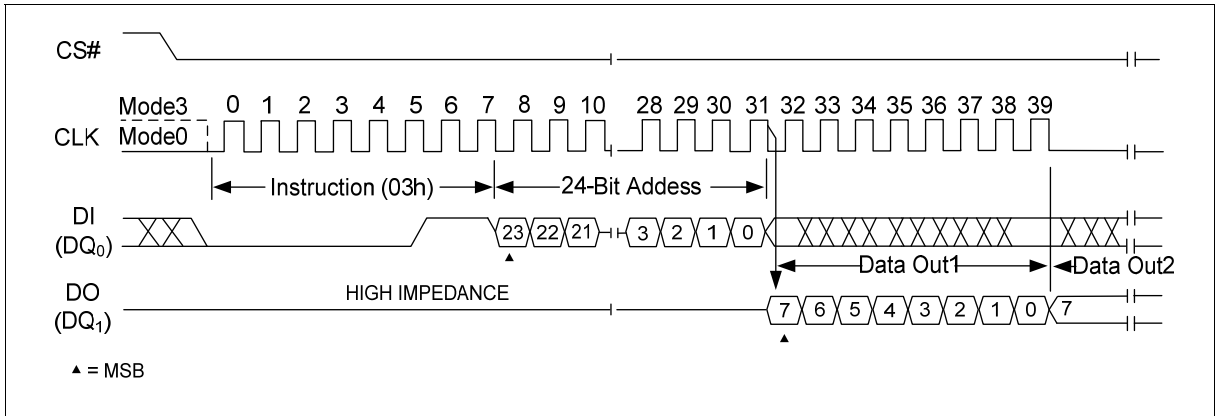 CS#
Mode3 0 1 2 3 4 5 6 7 8 9 10 28 29 30 31 32 33 34 35 36 37 38 39
CLK Mode0
Instruction (03h) 24-Bit Addess
DI
(DQ0)
23 22 21 3 2 1 0
Data Out1 Data Out2
DO
(DQ1)
HIGH IMPEDANCE
7 6 5 4 3 2 1 0 7
▲ = MSB